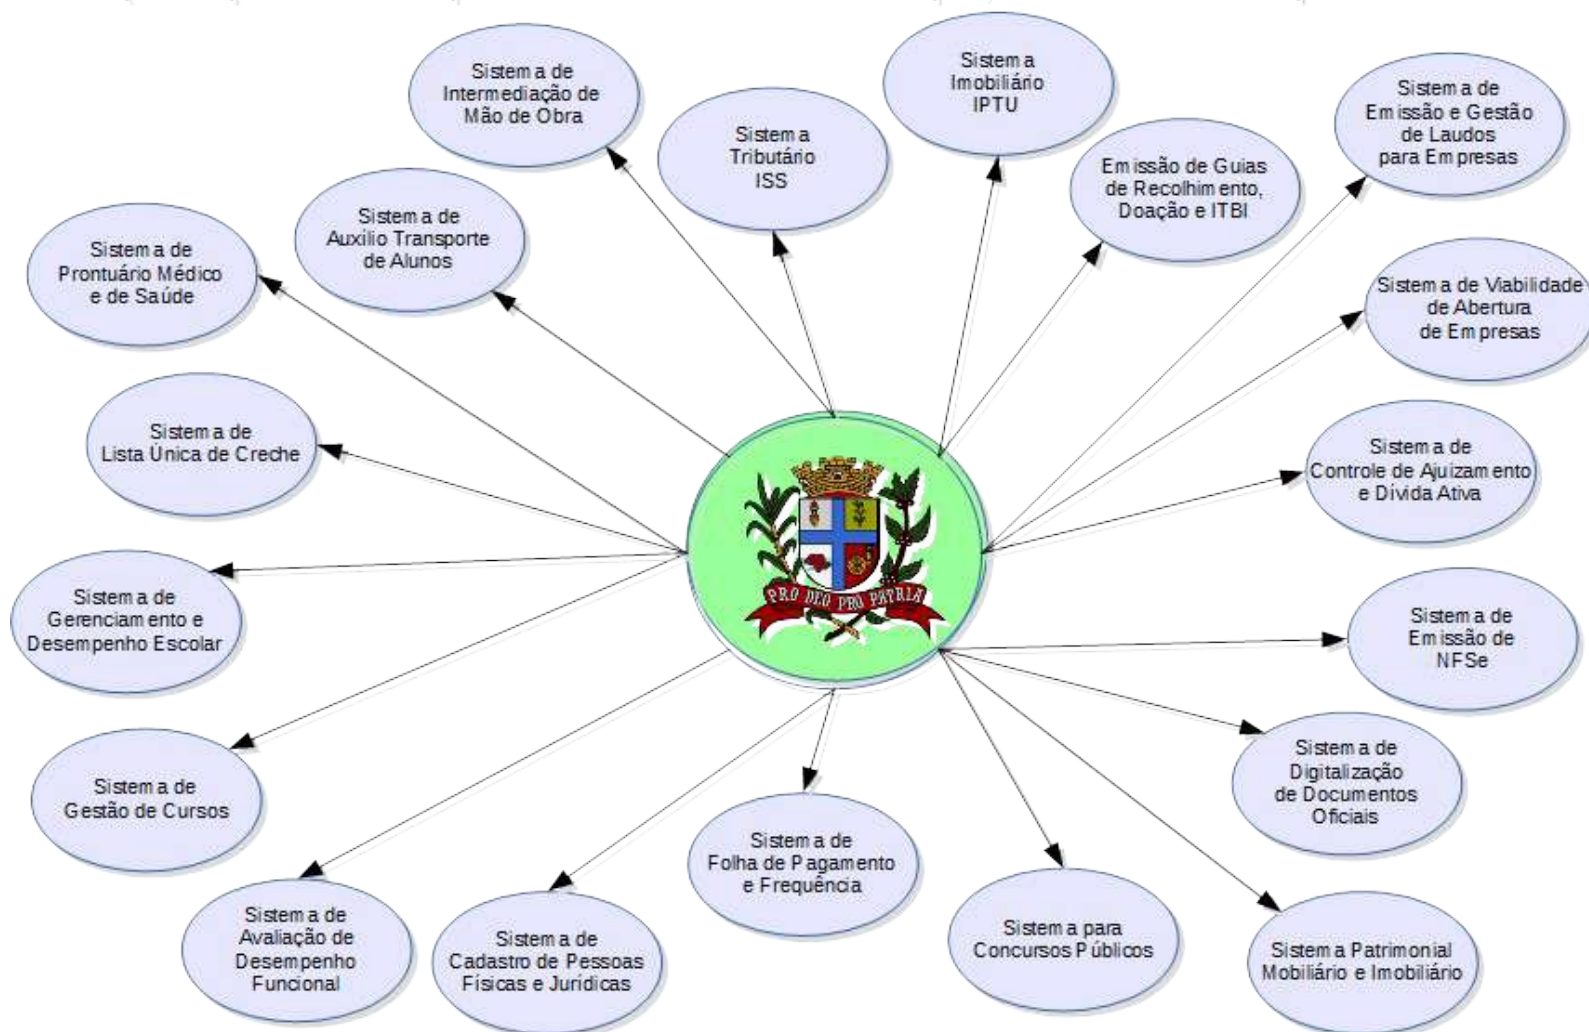 Sistema de
Intermediação de
Mão de Obra
Sistema
Tributário
ISS
Sistema
Imobiliário
IPTU
Emissão de Guias
de Recolhimento,
Doação e ITBI
Sistema de
Emissão e Gestão
de Laudos
para Empresas
Sistema de
Prontuário Médico
e de Saúde
Sistema de
Auxílio Transporte
de Alunos
Sistema de Viabilidade
de Abertura
de Empresas
Sistema de
Lista Única de Creche
Sistema de
Controle de Ajuizamento
e Dívida Ativa
PRO DEO PRO PATRIA
Sistema de
Gerenciamento e
Desempenho Escolar
Sistema de
Emissão de
NFSe
Sistema de
Gestão de Cursos
Sistema de
Digitalização
de Documentos
Oficiais
Sistema de
Avaliação de
Desempenho
Funcional
Sistema de
Cadastro de Pessoas
Físicas e Jurídicas
Sistema de
Folha de Pagamento
e Frequência
Sistema para
Concursos Públicos
Sistema Patrimonial
Mobiliário e Imobiliário